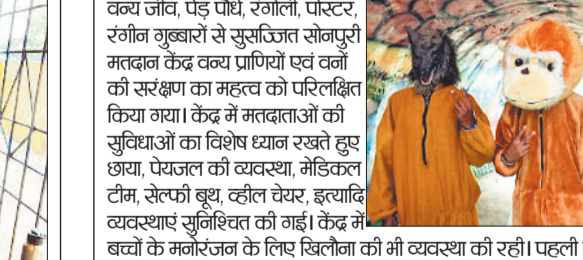 वन्य जीव, पेड़ पौधे, रंगोली, पोस्टर,
रंगीन गुब्बारों से सुसज्जित सोनपुरी
मतदान केंद्र वन्य प्राणियों एवं वनों
की सरंक्षण का महत्व को परिलक्षित
किया गया। केंद्र में मतदाताओं की
सुविधाओं का विशेष ध्यान रखते हुए
छाया, पेयजल की व्यवस्था, मेडिकल
टीम, सेल्फी बूथ, व्हील चेयर, इत्यादि
व्यवस्थाएं सुनिश्चित की गई। केंद्र में
बच्चों के मनोरंजन के लिए खिलौना की भी व्यवस्था की रही। पहली